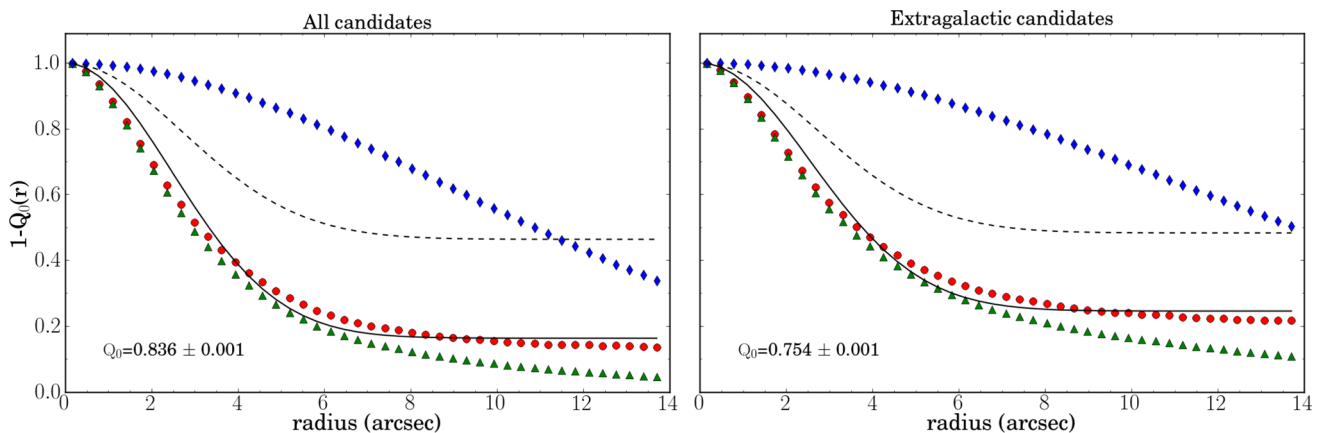 All candidates
Extragalactic candidates
1-Q₀(r)
1.0
0.8
0.6
0.4
0.2
0.0
Q₀=0.836 ± 0.001
Q₀=0.754 ± 0.001
0 2 4 6 8 10 12 14
0 2 4 6 8 10 12 14
radius (arcsec)
radius (arcsec)